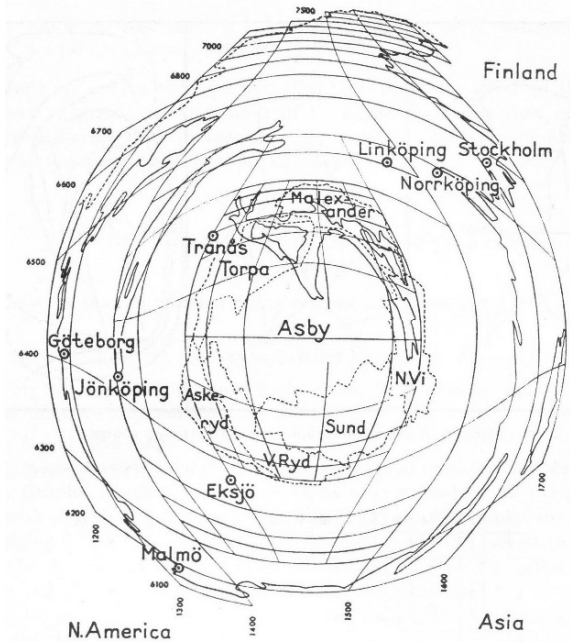 7500
7000
6800
Finland
6700
Linköping
Stockholm
Norrköping
6600
Malex-
ander
Tranås
Torpa
6500
Asby
Göteborg
6400
Jönköping
N.Vi
Aske-
ryd
Sund
6300
V.Ryd
Eksjö
1700
6200
1200
Malmö
6100
1600
1300
1400
1500
N.America
Asia